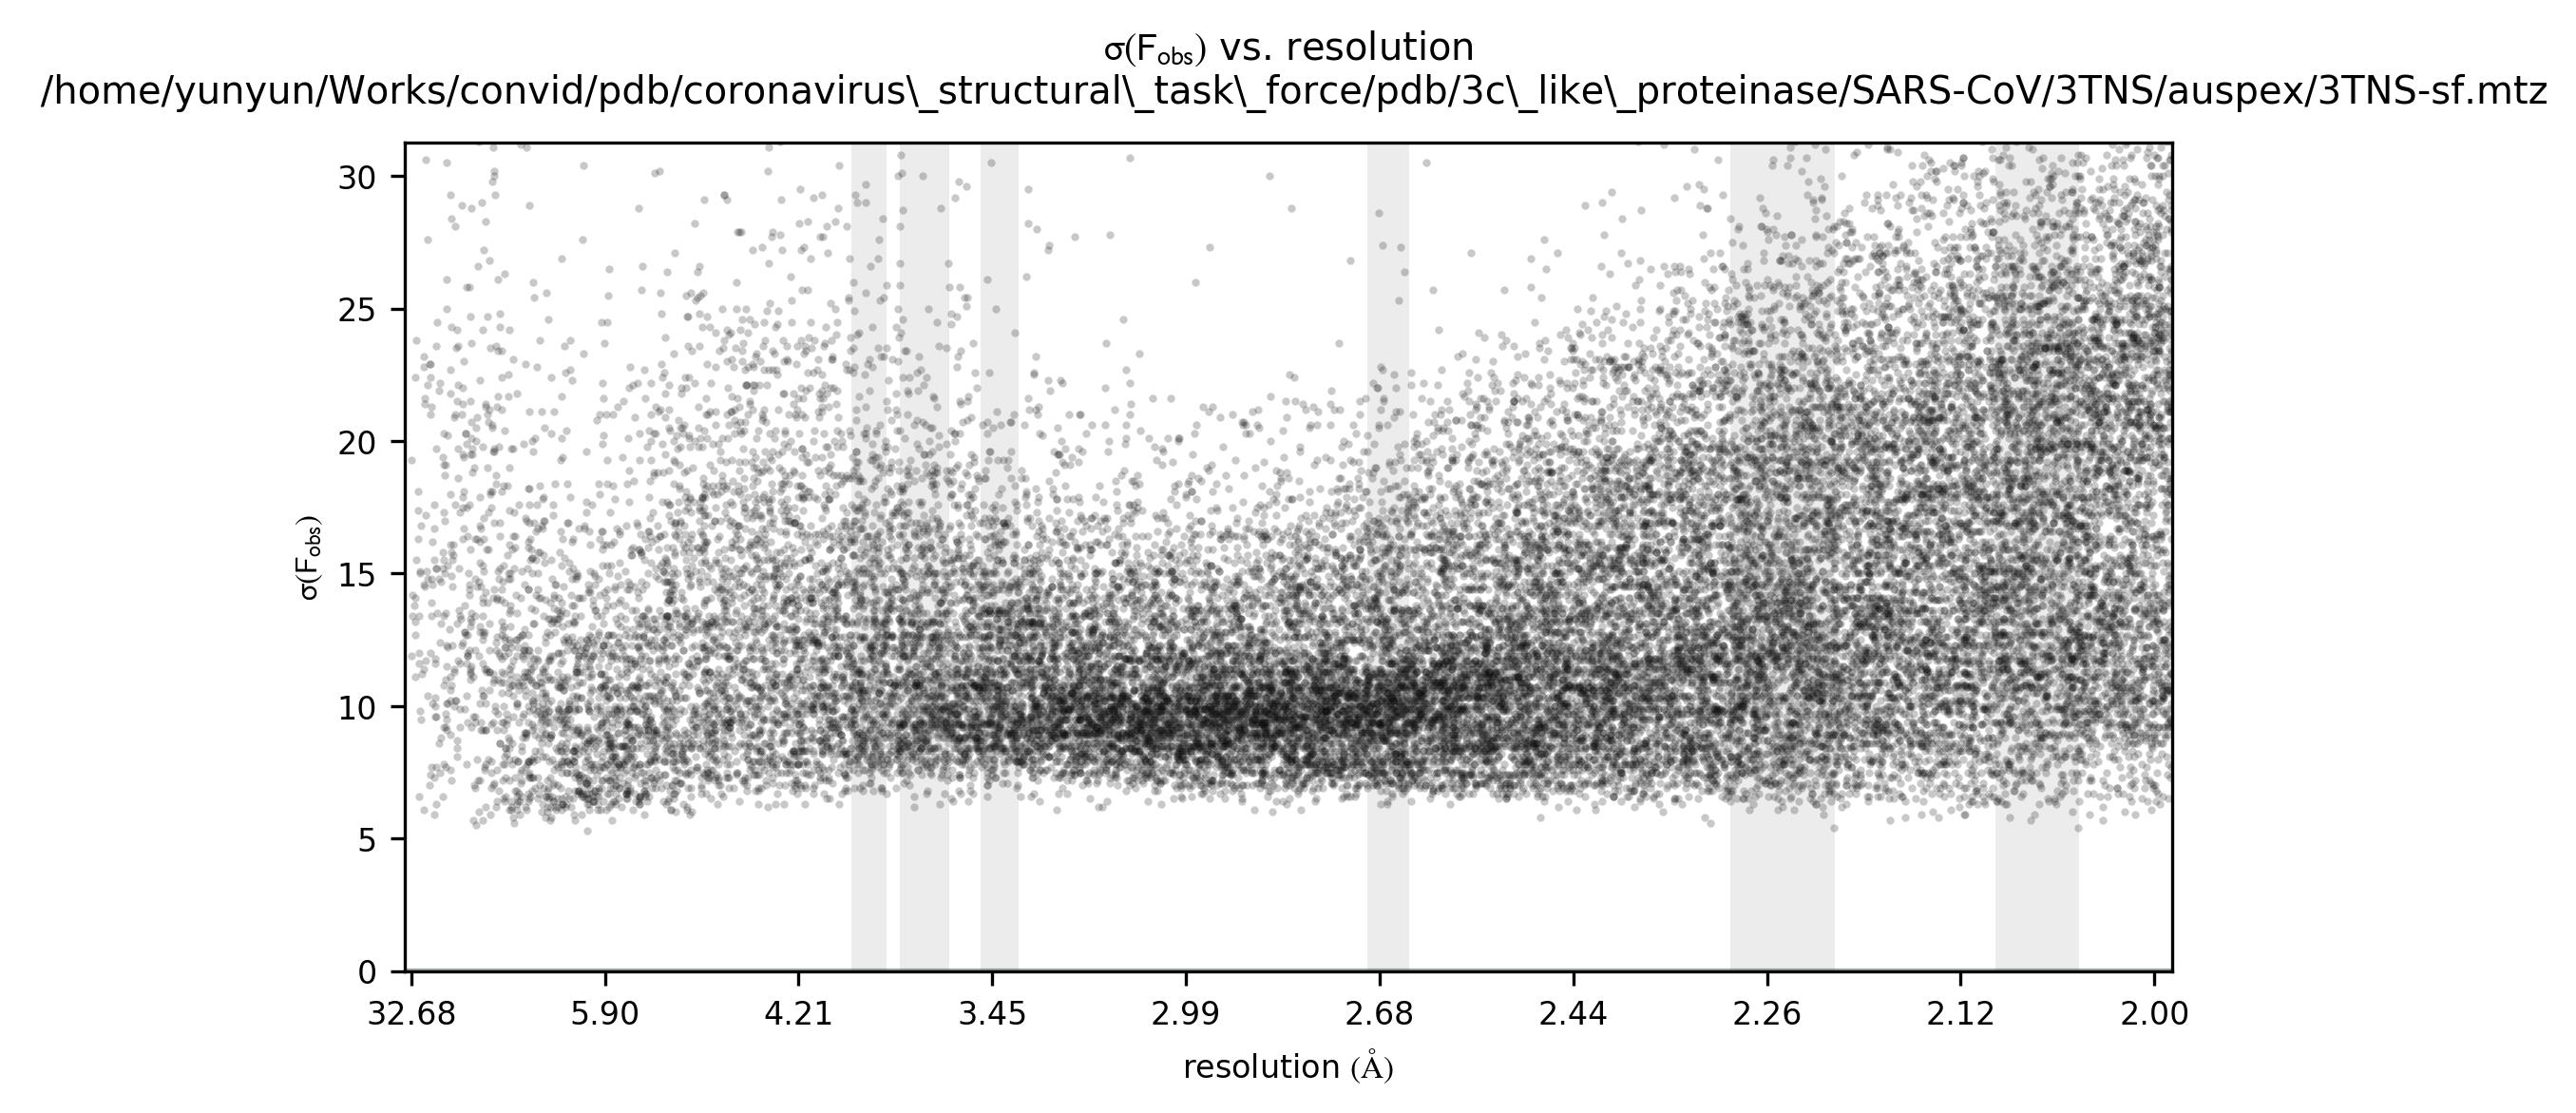 σ(Fobs) vs. resolution
/home/yunyun/Works/convid/pdb/coronavirus\_structural\_task\_force/pdb/3c\_like\_proteinase/SARS-CoV/3TNS/auspex/3TNS-sf.mtz
30
25
20
15
10
5
0
σ(Fobs)
32.68 5.90 4.21 3.45 2.99 2.68 2.44 2.26 2.12 2.00
resolution (Å)